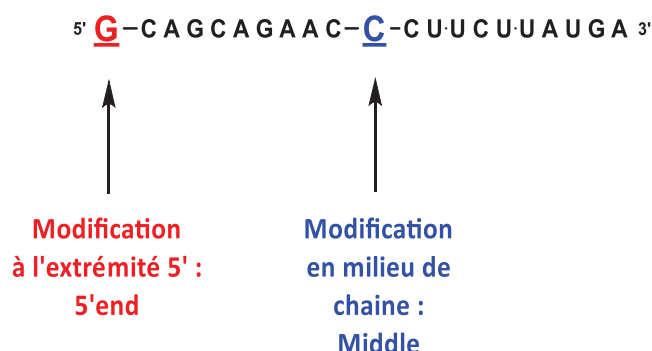 5' G–CAGCAGAAC–C–CU·UCU·UAUGA 3'
Modification
à l'extrémité 5' :
5'end
Modification
en milieu de
chaine :
Middle